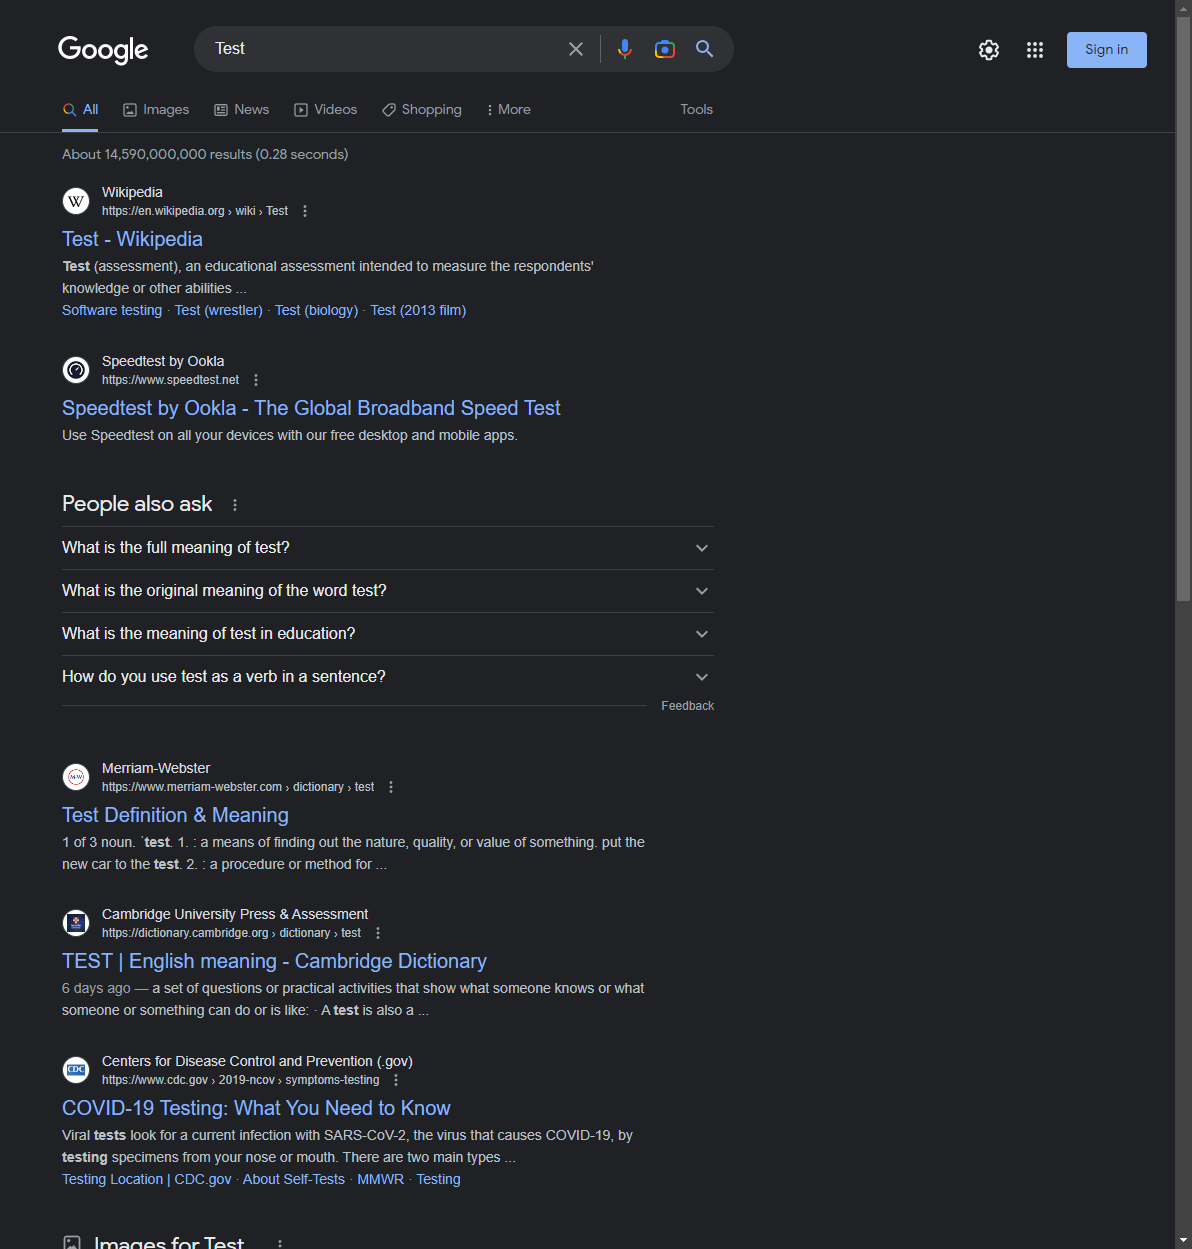 Google
Test
Sign in
All
Images
News
Videos
Shopping
More
Tools
About 14,590,000,000 results (0.28 seconds)
W
Wikipedia
https://en.wikipedia.org › wiki › Test
Test - Wikipedia
Test (assessment), an educational assessment intended to measure the respondents'
knowledge or other abilities ...
Software testing · Test (wrestler) · Test (biology) · Test (2013 film)
Speedtest by Ookla
https://www.speedtest.net
Speedtest by Ookla - The Global Broadband Speed Test
Use Speedtest on all your devices with our free desktop and mobile apps.
People also ask
What is the full meaning of test?
What is the original meaning of the word test?
What is the meaning of test in education?
How do you use test as a verb in a sentence?
Feedback
M-W
Merriam-Webster
https://www.merriam-webster.com › dictionary › test
Test Definition & Meaning
1 of 3 noun. ˈtest. 1. : a means of finding out the nature, quality, or value of something. put the
new car to the test. 2. : a procedure or method for ...
Cambridge University Press & Assessment
https://dictionary.cambridge.org › dictionary › test
TEST | English meaning - Cambridge Dictionary
6 days ago — a set of questions or practical activities that show what someone knows or what
someone or something can do or is like: · A test is also a ...
CDC
Centers for Disease Control and Prevention (.gov)
https://www.cdc.gov › 2019-ncov › symptoms-testing
COVID-19 Testing: What You Need to Know
Viral tests look for a current infection with SARS-CoV-2, the virus that causes COVID-19, by
testing specimens from your nose or mouth. There are two main types ...
Testing Location | CDC.gov · About Self-Tests · MMWR · Testing
Images for Test